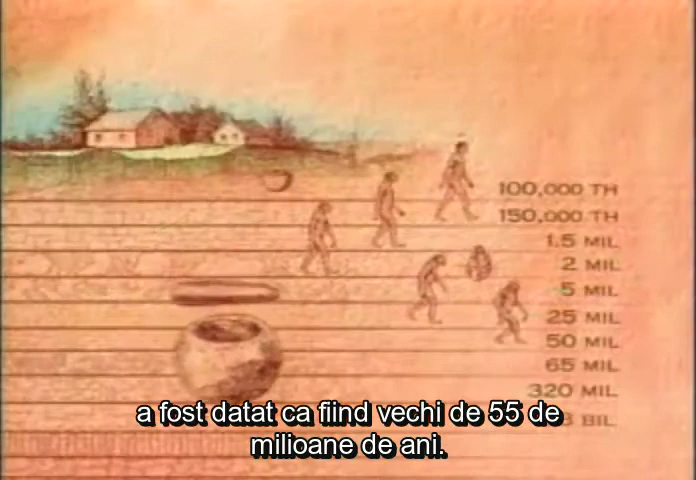 100,000 TH
150,000 TH
1.5 MIL
2 MIL
5 MIL
25 MIL
50 MIL
65 MIL
320 MIL
BIL
a fost datat ca fiind vechi de 55 de
milioane de ani.